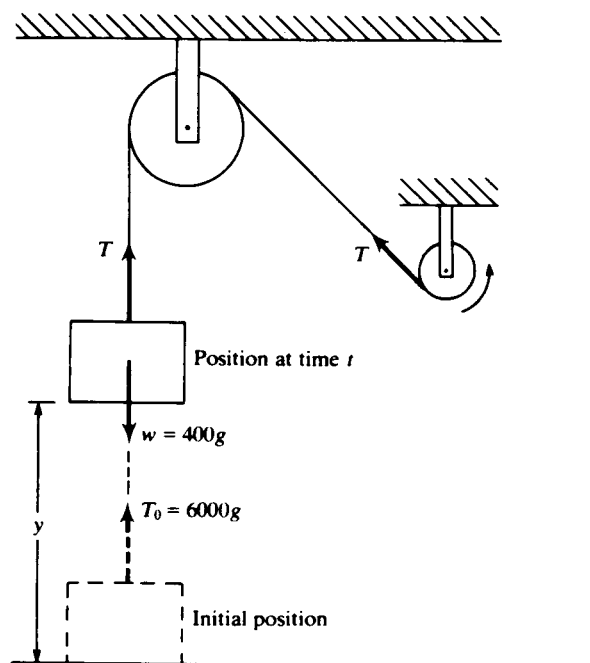 T
T
Position at time t
w = 400g
T₀ = 6000g
y
Initial position